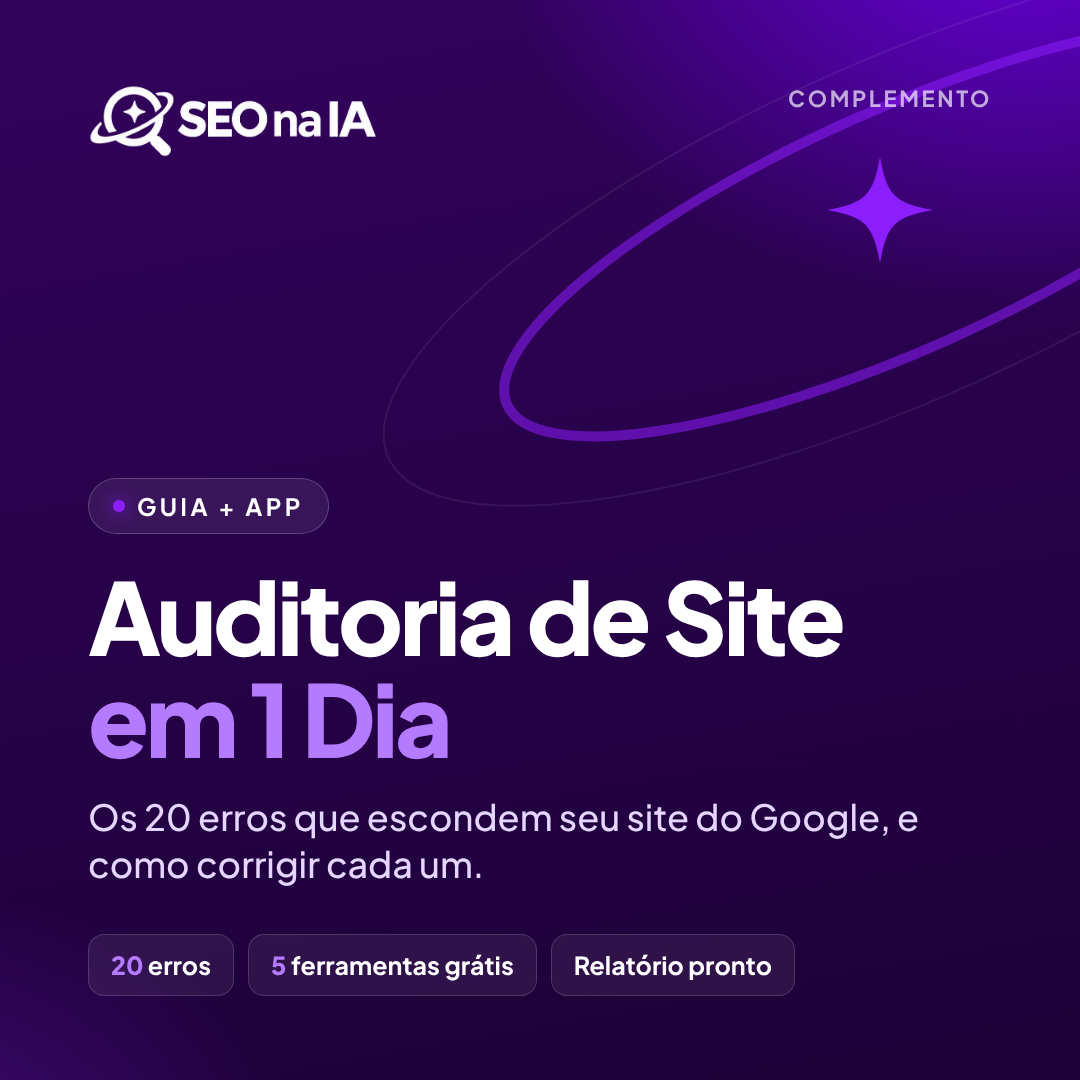 SEO na IA
COMPLEMENTO
GUIA + APP
Auditoria de Site
em 1 Dia
Os 20 erros que escondem seu site do Google, e
como corrigir cada um.
20 erros
5 ferramentas grátis
Relatório pronto